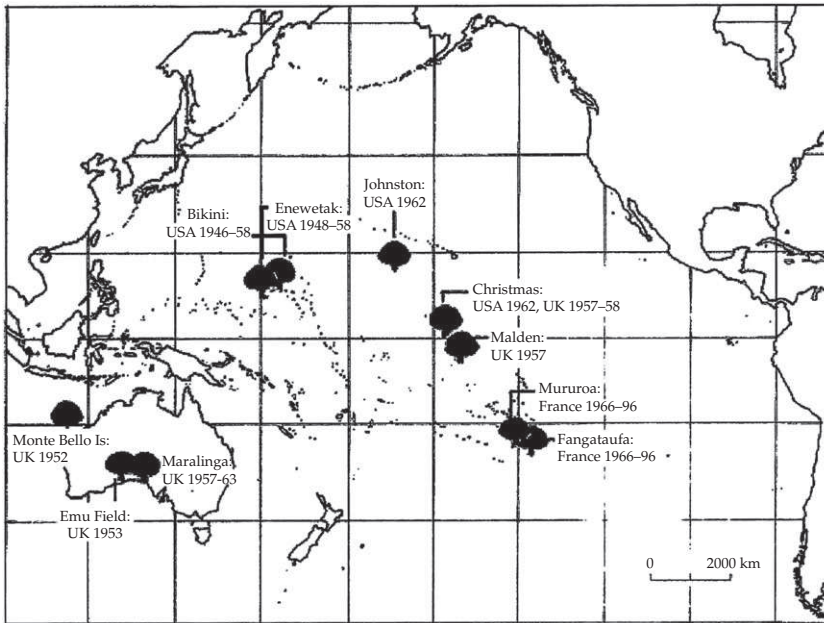 Johnston:
USA 1962
Bikini:
USA 1946–58
Enewetak:
USA 1948–58
Christmas:
USA 1962, UK 1957–58
Malden:
UK 1957
Mururoa:
France 1966–96
Fangataufa:
France 1966–96
Monte Bello Is:
UK 1952
Maralinga:
UK 1957-63
Emu Field:
UK 1953
0 2000 km